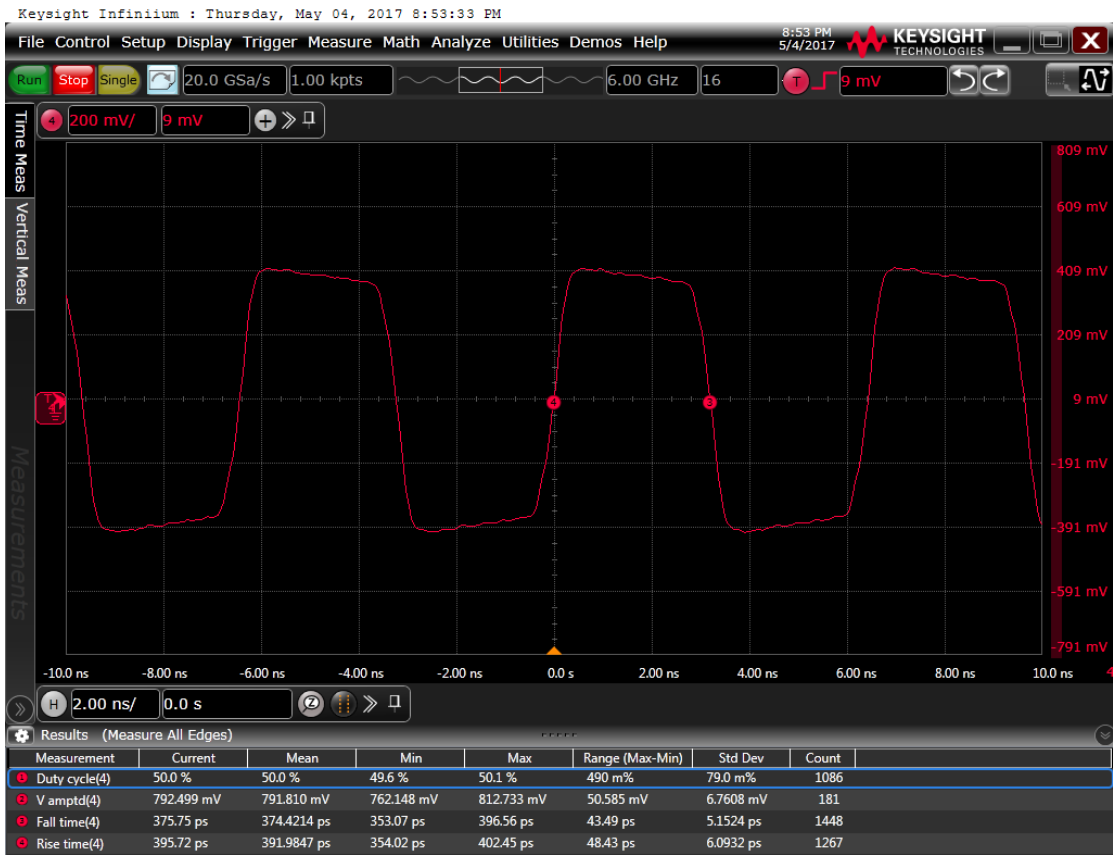 Keysight Infiniium : Thursday, May 04, 2017 8:53:33 PM
File Control Setup Display Trigger Measure Math Analyze Utilities Demos Help
8:53 PM
5/4/2017
KEYSIGHT
TECHNOLOGIES
X
Run Stop Single 20.0 GSa/s 1.00 kpts 6.00 GHz 16 T 9 mV
4 200 mV/ 9 mV
Time Meas
Vertical Meas
Measurements
809 mV
609 mV
409 mV
209 mV
9 mV
-191 mV
-391 mV
-591 mV
-791 mV
4 3
-10.0 ns -8.00 ns -6.00 ns -4.00 ns -2.00 ns 0.0 s 2.00 ns 4.00 ns 6.00 ns 8.00 ns 10.0 ns 4
H 2.00 ns/ 0.0 s Z
Results (Measure All Edges)
Measurement Current Mean Min Max Range (Max-Min) Std Dev Count
1 Duty cycle(4) 50.0 % 50.0 % 49.6 % 50.1 % 490 m% 79.0 m% 1086
2 V amptd(4) 792.499 mV 791.810 mV 762.148 mV 812.733 mV 50.585 mV 6.7608 mV 181
3 Fall time(4) 375.75 ps 374.4214 ps 353.07 ps 396.56 ps 43.49 ps 5.1524 ps 1448
4 Rise time(4) 395.72 ps 391.9847 ps 354.02 ps 402.45 ps 48.43 ps 6.0932 ps 1267